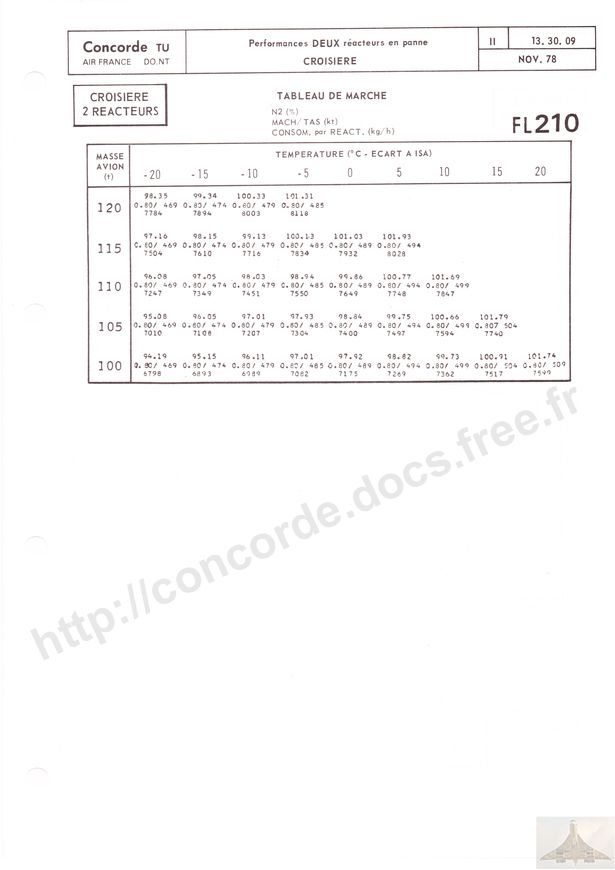 Concorde TU
AIR FRANCE DO.NT
Performances DEUX réacteurs en panne
CROISIERE
II
13. 30. 09
NOV. 78
CROISIERE
2 REACTEURS
TABLEAU DE MARCHE
N2 (%)
MACH/TAS (kt)
CONSOM. par REACT. (kg/h)
FL210
MASSE AVION (t)
TEMPERATURE (°C - ECART A ISA)
-20 -15 -10 -5 0 5 10 15 20
98.35 99.34 100.33 101.31
120 0.80/ 469 0.80/ 474 0.80/ 479 0.80/ 485
7784 7894 8003 8118
97.16 98.15 99.13 100.13 101.03 101.93
115 0.80/ 469 0.80/ 474 0.80/ 479 0.80/ 485 0.80/ 489 0.80/ 494
7504 7610 7716 7830 7932 8028
96.08 97.05 98.03 98.94 99.86 100.77 101.69
110 0.80/ 469 0.80/ 474 0.80/ 479 0.80/ 485 0.80/ 489 0.80/ 494 0.80/ 499
7247 7349 7451 7550 7649 7748 7847
95.08 96.05 97.01 97.93 98.84 99.75 100.66 101.79
105 0.80/ 469 0.80/ 474 0.80/ 479 0.80/ 485 0.80/ 489 0.80/ 494 0.80/ 499 0.80/ 504
7010 7108 7207 7304 7400 7497 7594 7740
94.19 95.15 96.11 97.01 97.92 98.82 99.73 100.91 101.74
100 0.80/ 469 0.80/ 474 0.80/ 479 0.80/ 485 0.80/ 489 0.80/ 494 0.80/ 499 0.80/ 504 0.80/ 509
6798 6893 6989 7082 7175 7269 7362 7517 7599
http://concorde.docs.free.fr